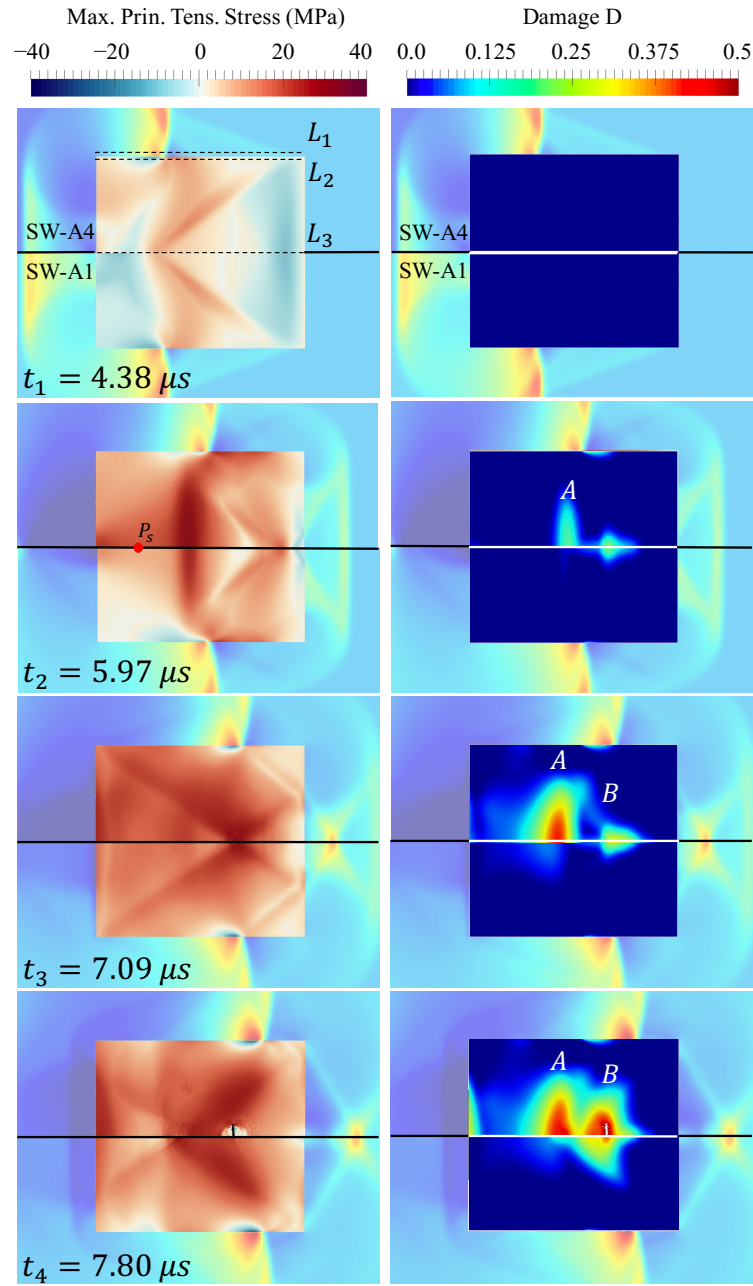 Max. Prin. Tens. Stress (MPa)
Damage D
−40 −20 0 20 40
0.0 0.125 0.25 0.375 0.5
L₁
L₂
SW-A4
L₃
SW-A1
t₁ = 4.38 μs
SW-A4
SW-A1
Pₛ
t₂ = 5.97 μs
A
t₃ = 7.09 μs
A
B
t₄ = 7.80 μs
A
B